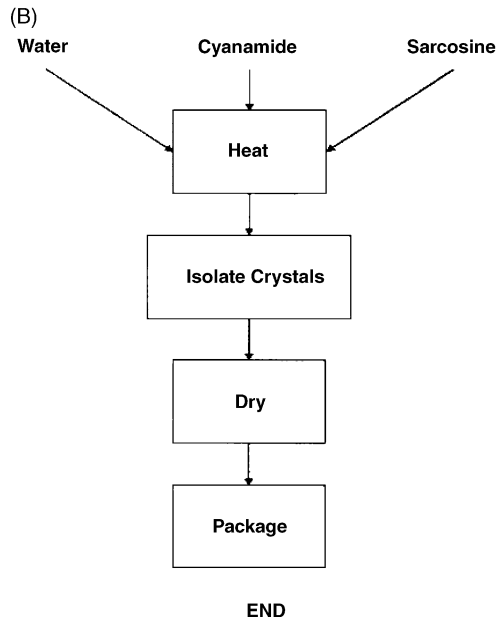 (B)
Water Cyanamide Sarcosine
Heat
Isolate Crystals
Dry
Package
END